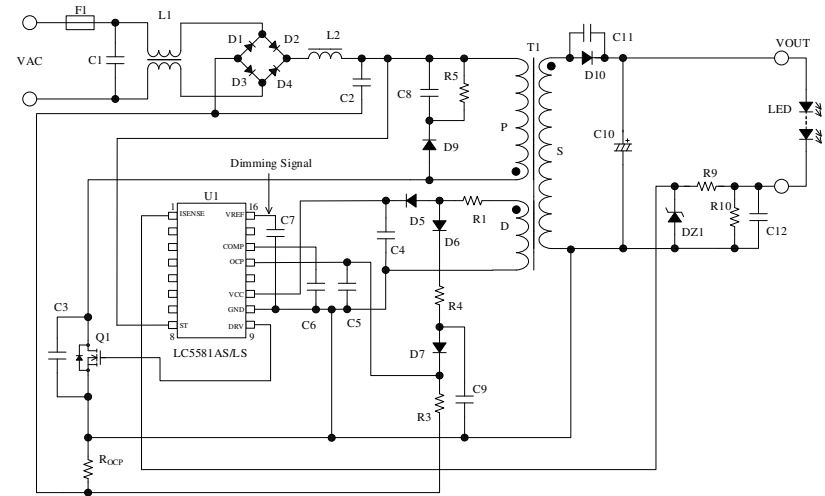 F1
L1
VAC
C1
D1
D2
D3
D4
L2
C2
C8
R5
D9
T1
P
S
D
C11
D10
C10
VOUT
LED
R9
R10
DZ1
C12
Dimming Signal
U1
1
16
ISENSE
VREF
COMP
OCP
VCC
GND
ST
DRV
8
9
LC5581AS/LS
C7
C4
D5
D6
R1
C6
C5
R4
D7
C9
R3
C3
Q1
ROCP